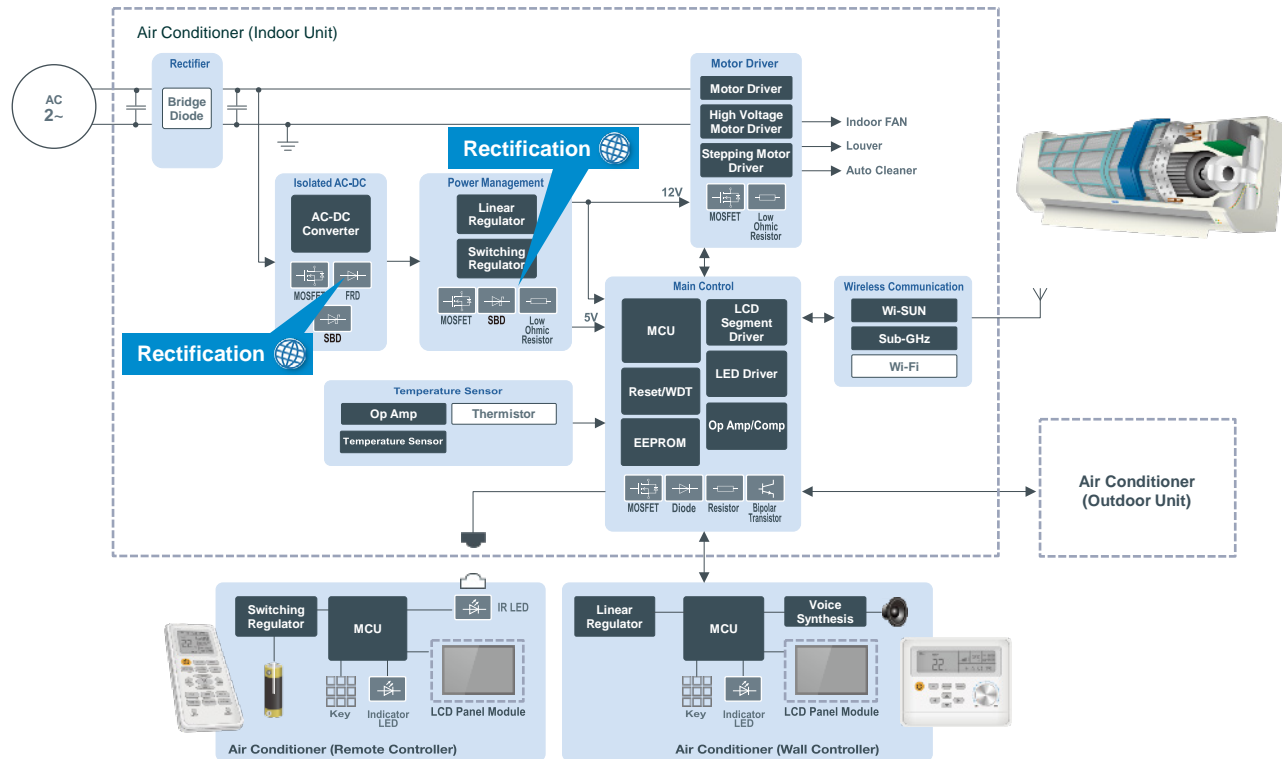 Air Conditioner (Indoor Unit)
AC
2~
Rectifier
Bridge
Diode
Motor Driver
Motor Driver
High Voltage
Motor Driver
Stepping Motor
Driver
MOSFET
Low
Ohmic
Resistor
Indoor FAN
Louver
Auto Cleaner
Rectification
Isolated AC-DC
AC-DC
Converter
MOSFET
FRD
SBD
Rectification
Power Management
Linear
Regulator
Switching
Regulator
MOSFET
SBD
Low
Ohmic
Resistor
12V
5V
Main Control
MCU
LCD
Segment
Driver
Reset/WDT
LED Driver
EEPROM
Op Amp/Comp
MOSFET
Diode
Resistor
Bipolar
Transistor
Wireless Communication
Wi-SUN
Sub-GHz
Wi-Fi
Temperature Sensor
Op Amp
Thermistor
Temperature Sensor
Air Conditioner
(Outdoor Unit)
Switching
Regulator
MCU
IR LED
Key
Indicator
LED
LCD Panel Module
Air Conditioner (Remote Controller)
Linear
Regulator
MCU
Voice
Synthesis
Key
Indicator
LED
LCD Panel Module
Air Conditioner (Wall Controller)
22
22